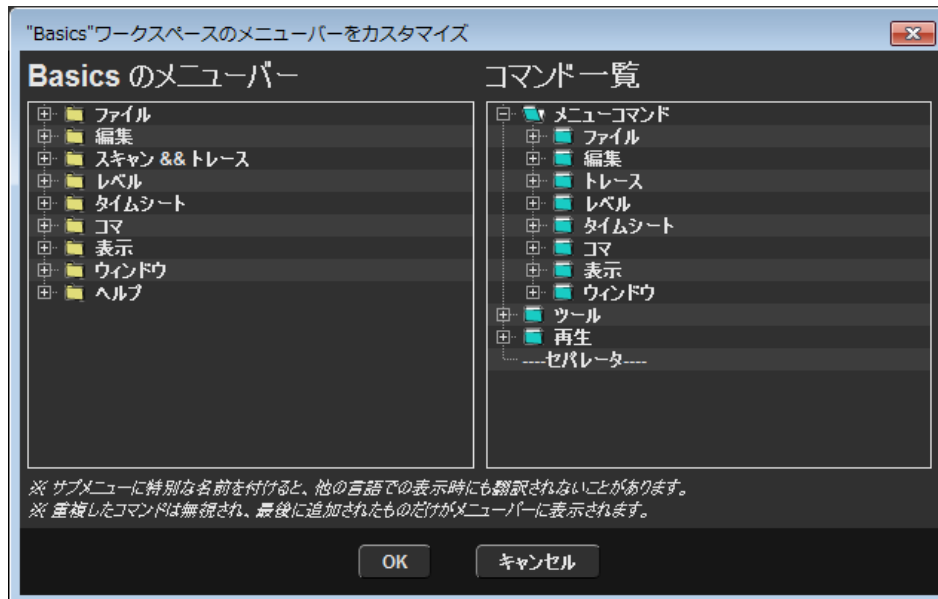 "Basics"ワークスペースのメニューバーをカスタマイズ
Basics のメニューバー
ファイル
編集
スキャン && トレース
レベル
タイムシート
コマ
表示
ウィンドウ
ヘルプ
コマンド一覧
メニューコマンド
ファイル
編集
トレース
レベル
タイムシート
コマ
表示
ウィンドウ
ツール
再生
----セパレータ----
※ サブメニューに特別な名前を付けると、他の言語での表示時にも翻訳されないことがあります。
※ 重複したコマンドは無視され、最後に追加されたものだけがメニューバーに表示されます。
OK
キャンセル